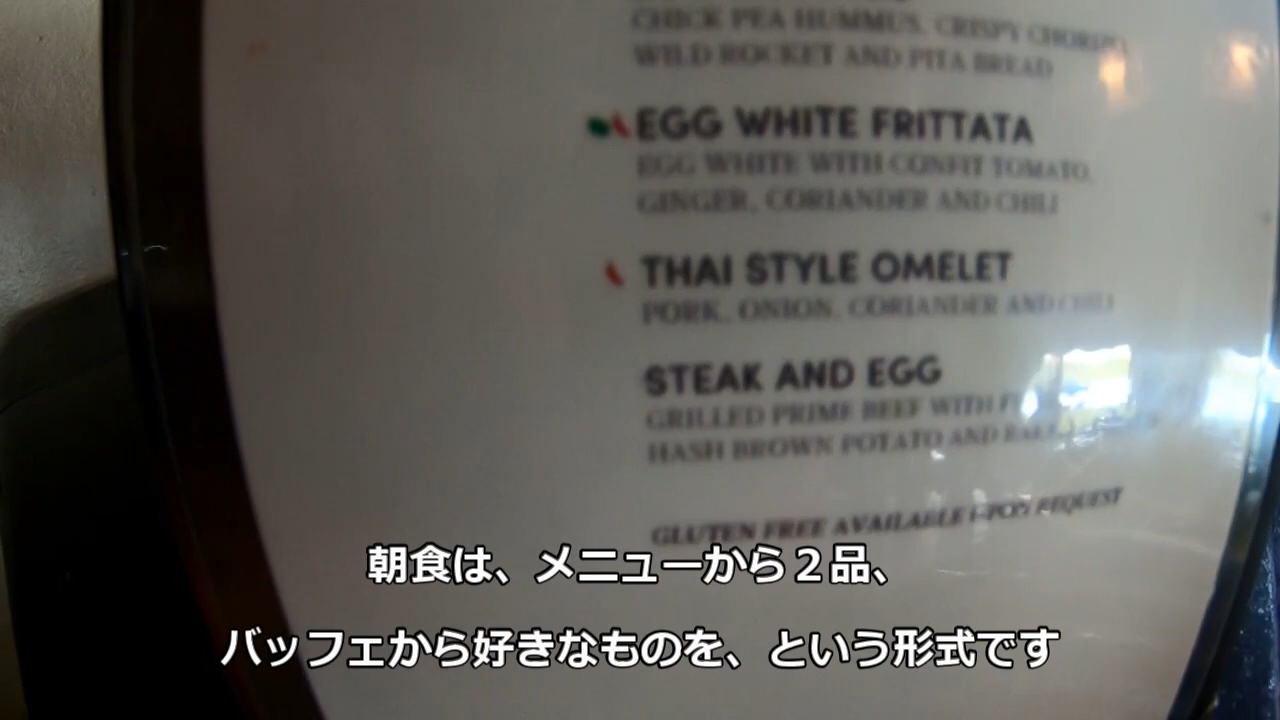 CHICK PEA HUMMUS, CRISPY CHORIZO
WILD ROCKET AND PITA BREAD
EGG WHITE FRITTATA
EGG WHITE WITH CONFIT TOMATO,
GINGER, CORIANDER AND CHILI
THAI STYLE OMELET
PORK, ONION, CORIANDER AND CHILI
STEAK AND EGG
GRILLED PRIME BEEF WITH
HASH BROWN POTATO AND
GLUTEN FREE AVAILABLE UPON REQUEST
朝食は、メニューから２品、
バッフェから好きなものを、という形式です